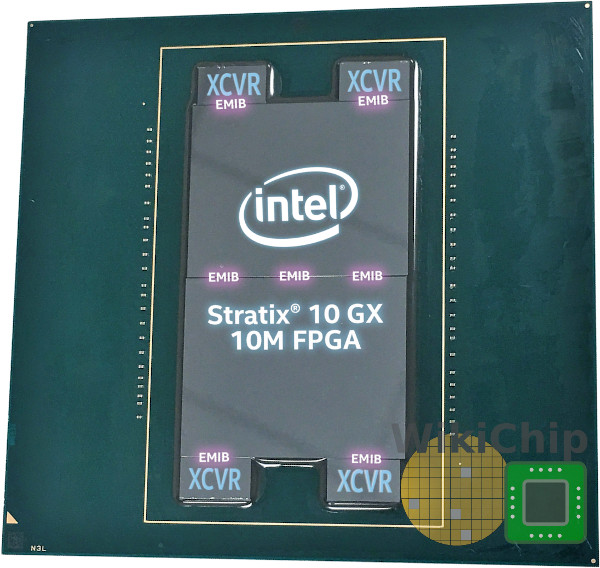 XCVR XCVR
EMIB EMIB
intel®
EMIB EMIB EMIB
Stratix® 10 GX
10M FPGA
EMIB EMIB
XCVR XCVR
WikiChip
N3L